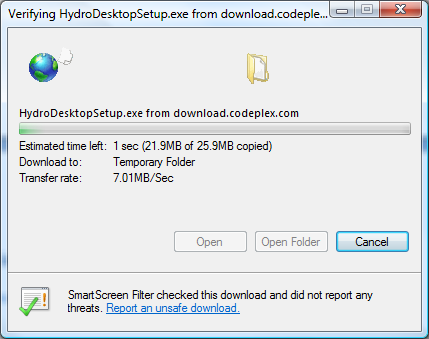 Verifying HydroDesktopSetup.exe from download.codeple...
HydroDesktopSetup.exe from download.codeplex.com
Estimated time left: 1 sec (21.9MB of 25.9MB copied)
Download to: Temporary Folder
Transfer rate: 7.01MB/Sec
Open Open Folder Cancel
SmartScreen Filter checked this download and did not report any
threats. Report an unsafe download.